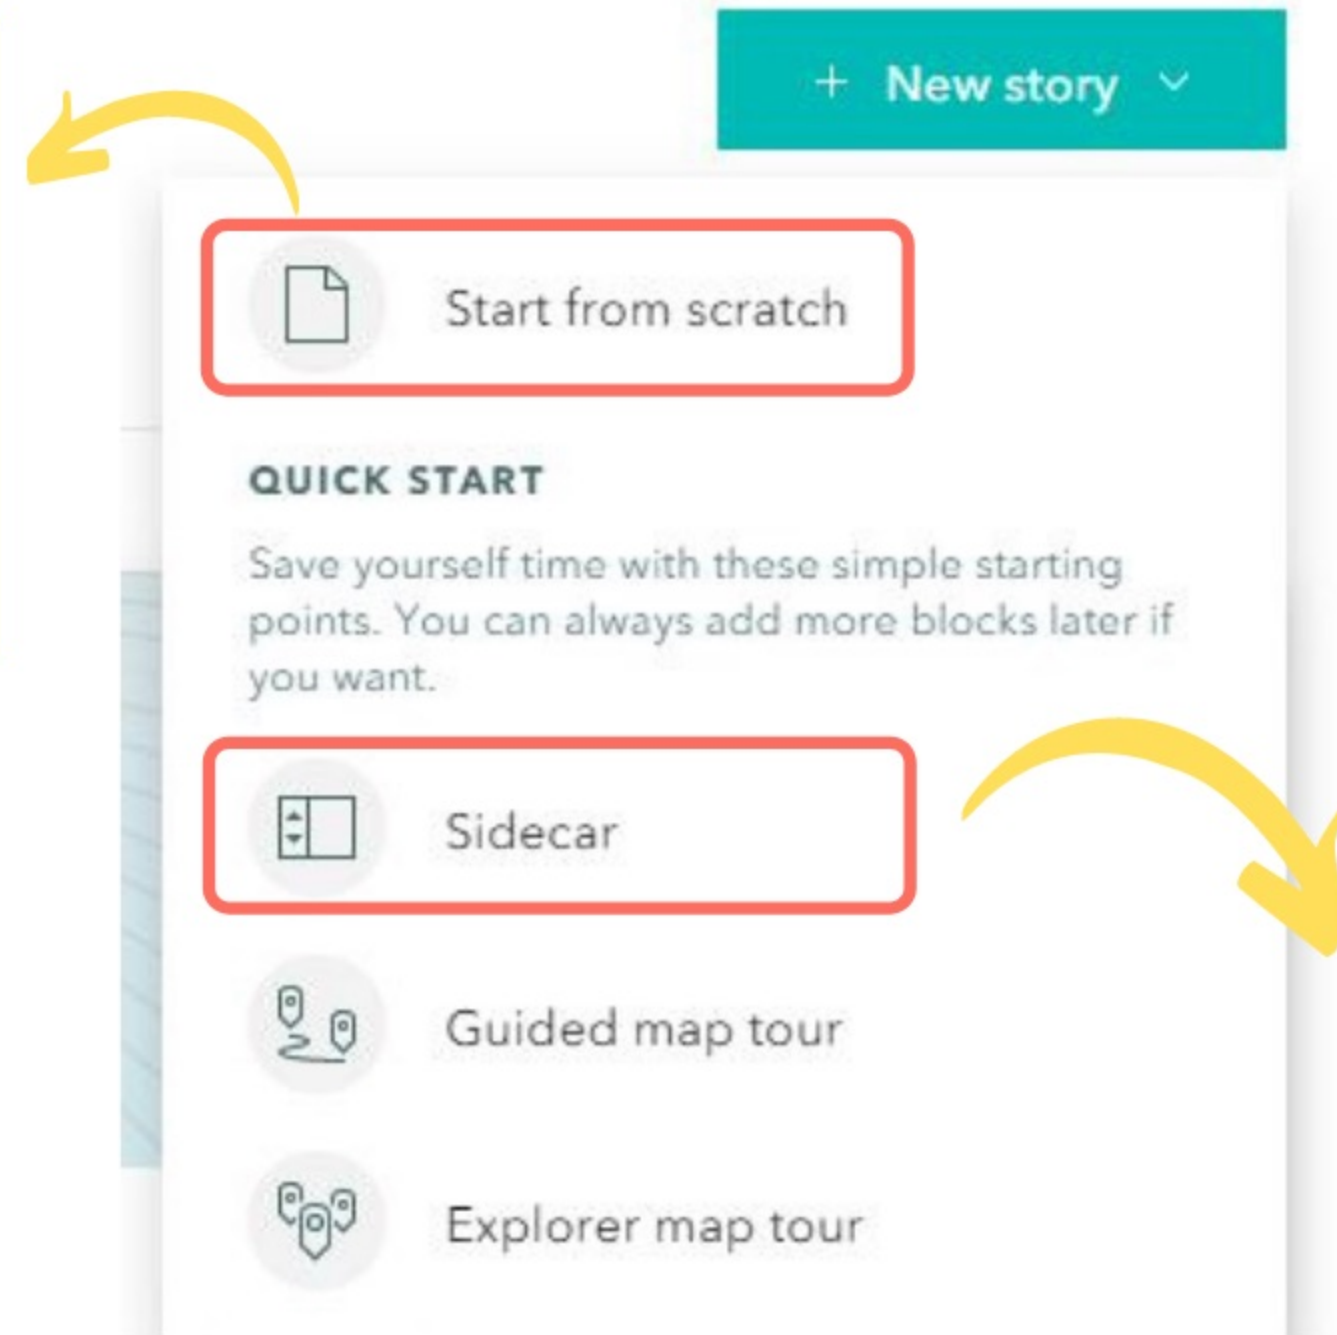 + New story
Start from scratch
QUICK START
Save yourself time with these simple starting
points. You can always add more blocks later if
you want.
Sidecar
Guided map tour
Explorer map tour